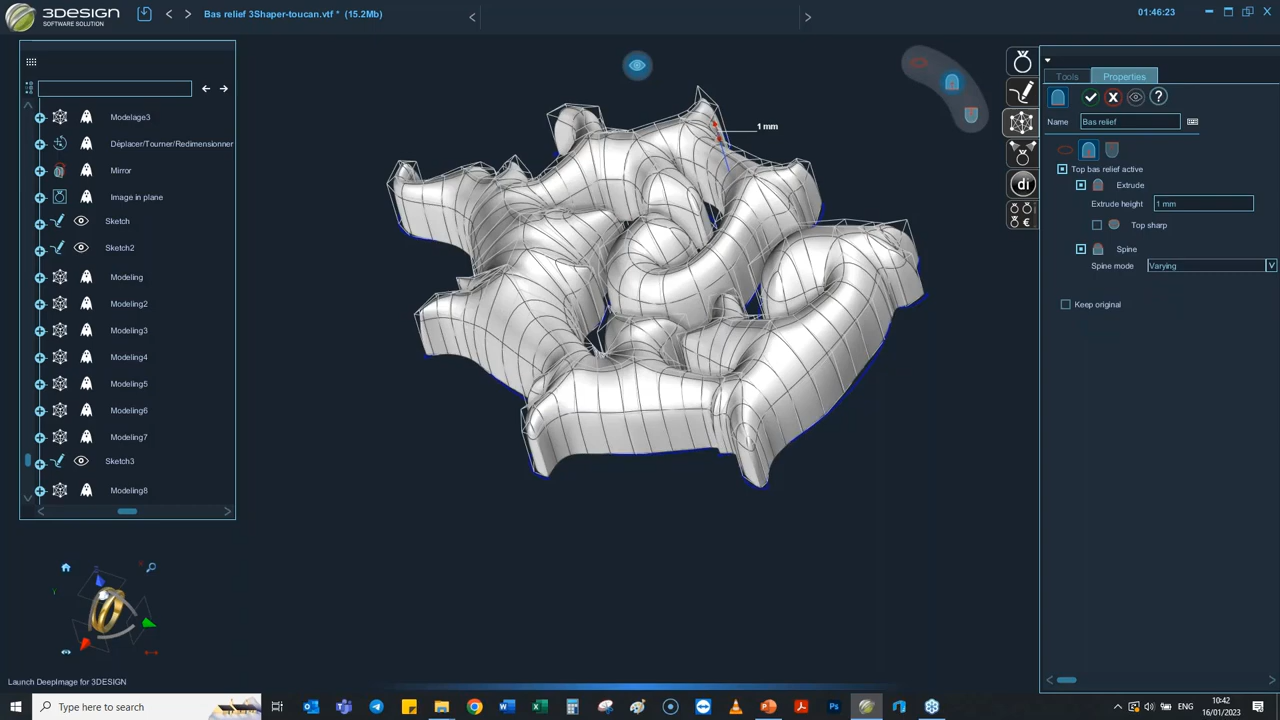 3DESIGN
SOFTWARE SOLUTION
Bas relief 3Shaper-toucan.vtf * (15.2Mb)
01:46:23
Modelage3
Déplacer/Tourner/Redimensionner
Mirror
Image in plane
Sketch
Sketch2
Modeling
Modeling2
Modeling3
Modeling4
Modeling5
Modeling6
Modeling7
Sketch3
Modeling8
1 mm
di
Tools
Properties
Name
Bas relief
Top bas relief active
Extrude
Extrude height
1 mm
Top sharp
Spine
Spine mode
Varying
V
Keep original
Launch DeepImage for 3DESIGN
Type here to search
ENG
10:42
16/01/2023